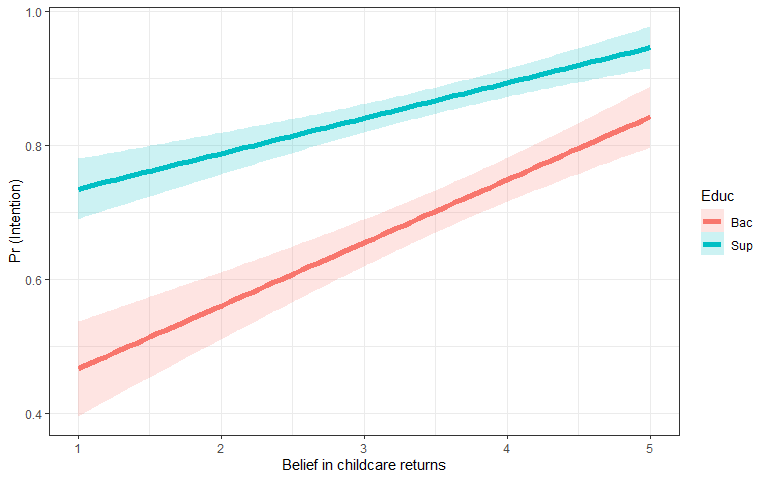 1.0
0.8
0.6
0.4
Pr (Intention)
1
2
3
4
5
Belief in childcare returns
Educ
Bac
Sup